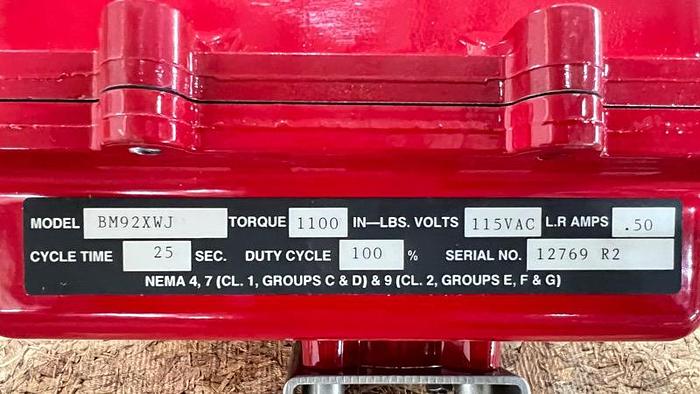 MODEL BM92XWJ TORQUE 1100 IN—LBS. VOLTS 115VAC L.R AMPS .50
CYCLE TIME 25 SEC. DUTY CYCLE 100 % SERIAL NO. 12769 R2
NEMA 4, 7 (CL. 1, GROUPS C & D) & 9 (CL. 2, GROUPS E, F & G)